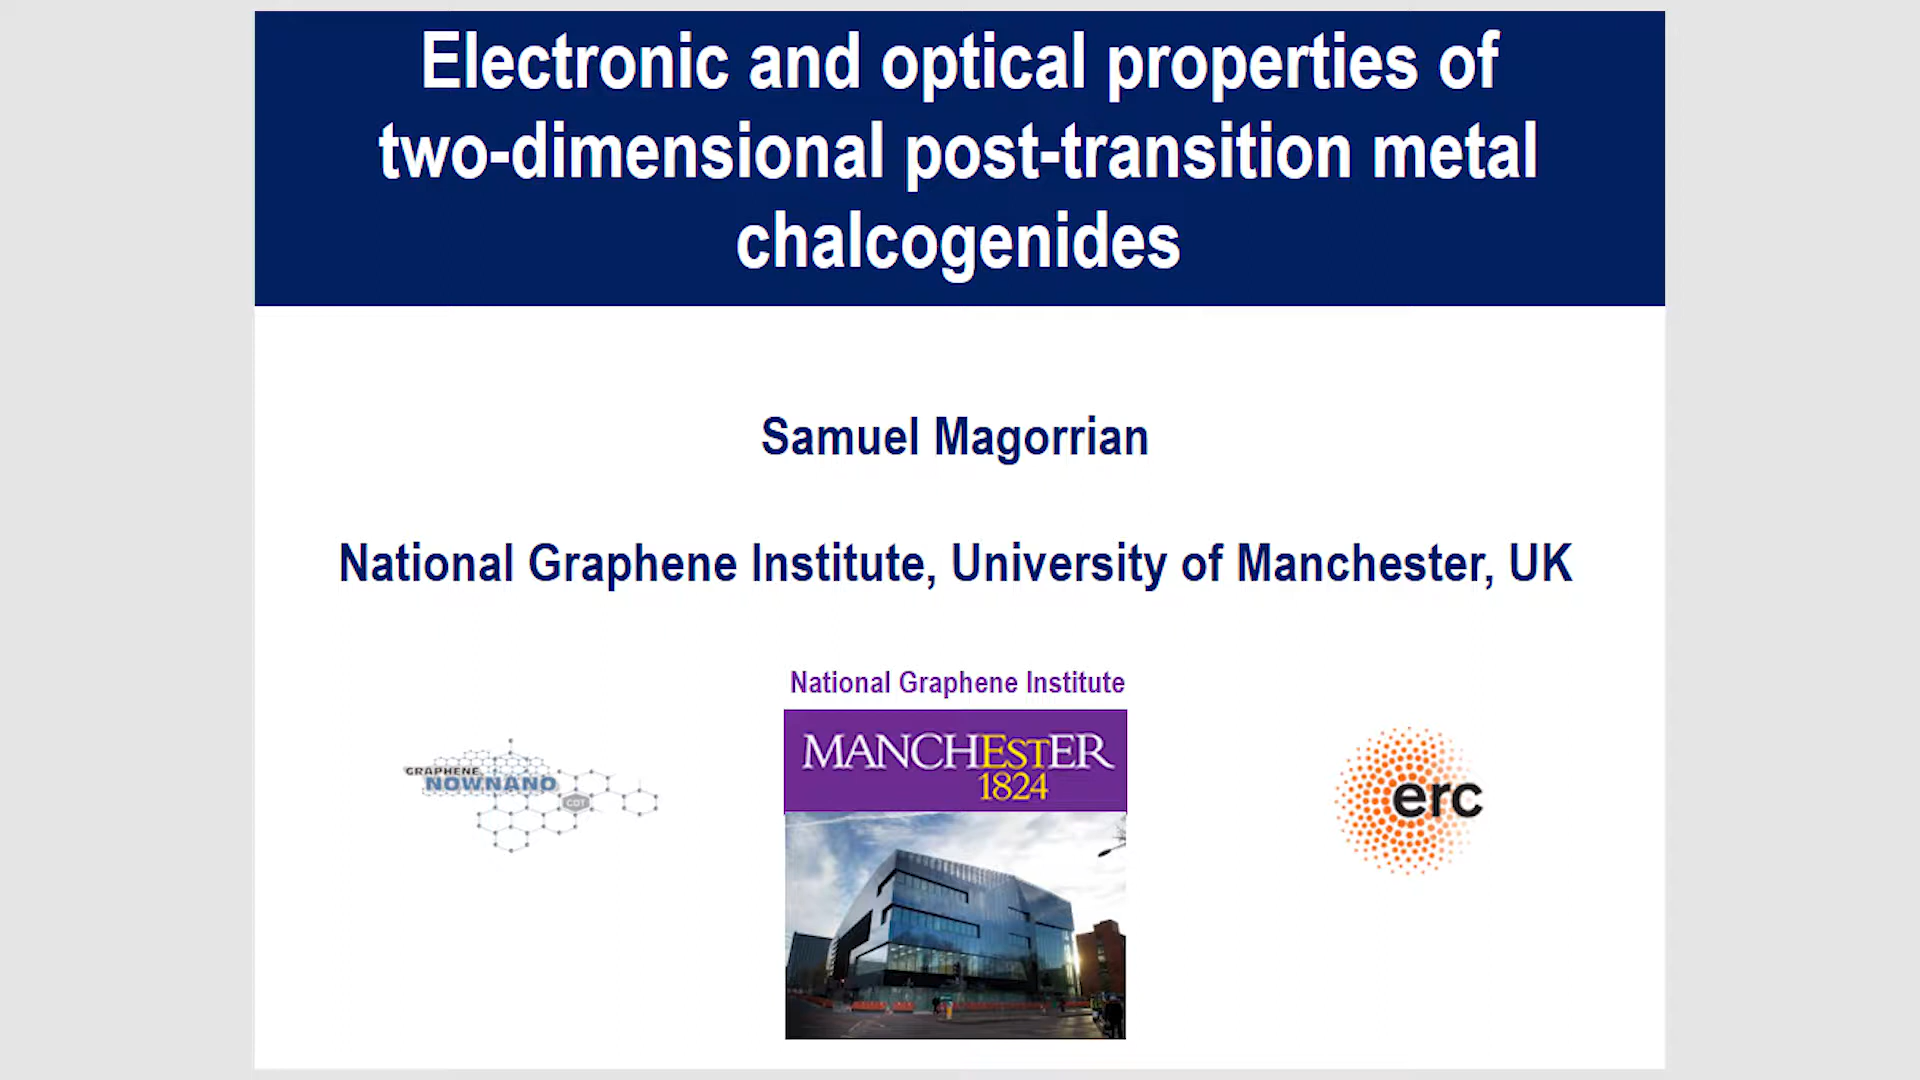 Electronic and optical properties of
two-dimensional post-transition metal
chalcogenides
Samuel Magorrian
National Graphene Institute, University of Manchester, UK
GRAPHENE
NOWNANO
CDT
National Graphene Institute
MANCHEStER
1824
erc